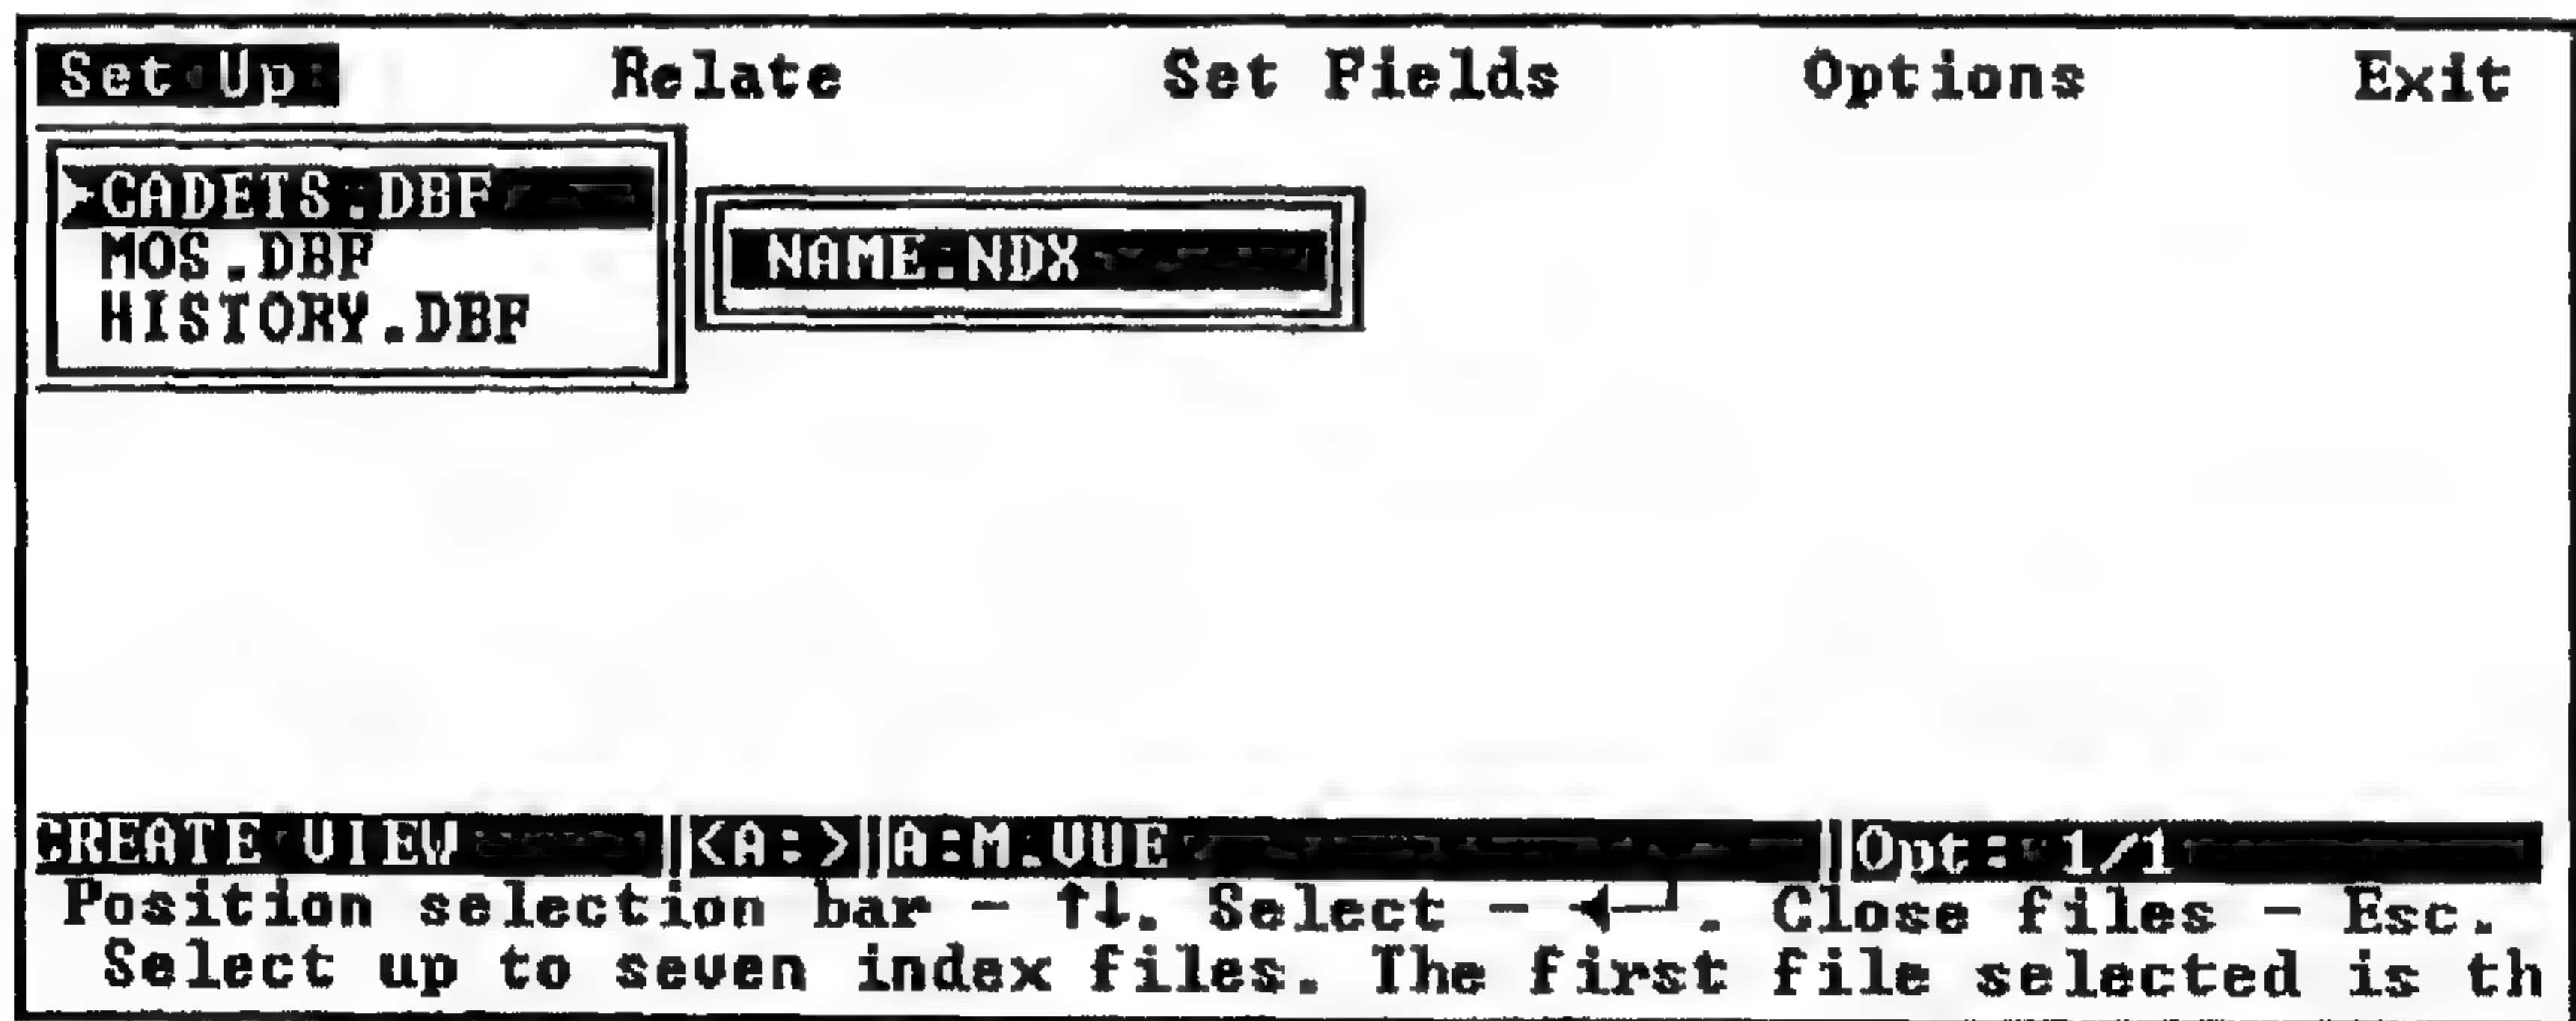 Set Up Relate Set Fields Options Exit
►CADETS.DBF
MOS.DBF
HISTORY.DBF
NAME.NDX
CREATE VIEW ||<A:>||A:M.VUE ||Opt: 1/1
Position selection bar - ↑↓. Select - ◄┘. Close files - Esc.
Select up to seven index files. The first file selected is th